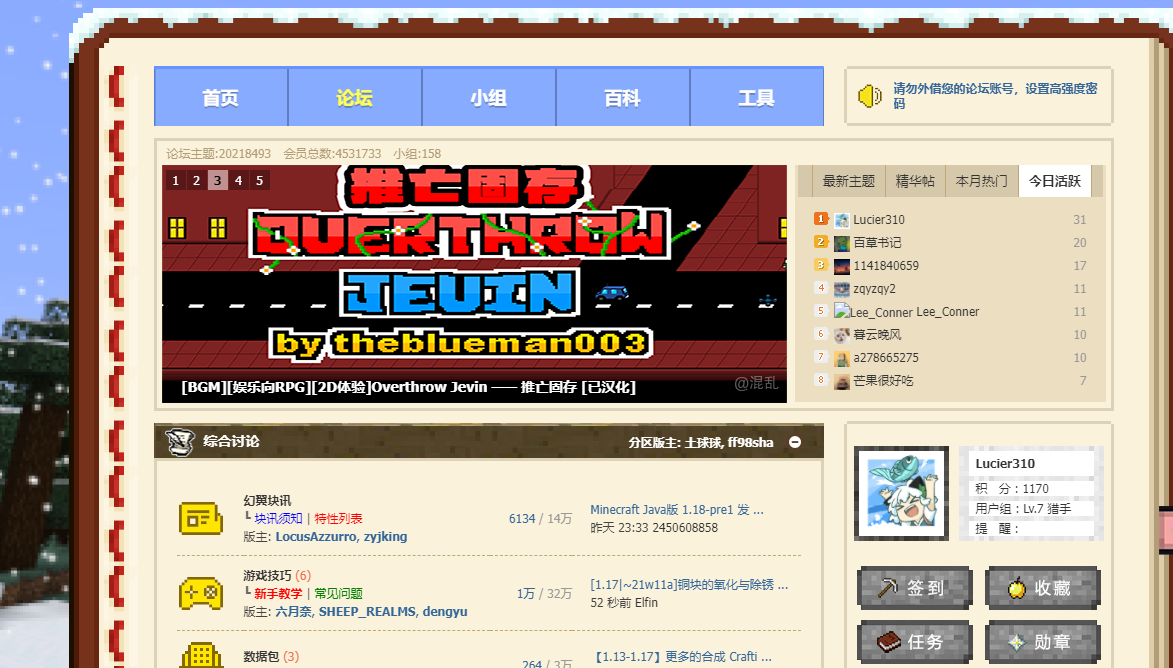 首页 论坛 小组 百科 工具
请勿外借您的论坛账号，设置高强度密
码
论坛主题:20218493 会员总数:4531733 小组:158
1 2 3 4 5
推亡固存
OVERTHROW
JEVIN
by theblueman003
[BGM][娱乐向RPG][2D体验]Overthrow Jevin —— 推亡固存 [已汉化]
@混乱
最新主题 精华帖 本月热门 今日活跃
1 Lucier310 31
2 百草书记 20
3 1141840659 17
4 zqyzqy2 11
5 Lee_Conner Lee_Conner 11
6 暮云晚风 10
7 a278665275 10
8 芒果很好吃 7
综合讨论 分区版主: 土球球, ff98sha
幻翼块讯
┗ 块讯须知 | 特性列表
版主: LocusAzzurro, zyjking
6134 / 14万
Minecraft Java版 1.18-pre1 发 ...
昨天 23:33 2450608858
游戏技巧 (6)
┗ 新手教学 | 常见问题
版主: 六月奈, SHEEP_REALMS, dengyu
1万 / 32万
[1.17|~21w11a]铜块的氧化与除锈 ...
52 秒前 Elfin
数据包 (3)
264 / 3万
【1.13-1.17】更多的合成 Crafti ...
Lucier310
积 分：1170
用户组：Lv.7 猎手
提 醒：
签到 收藏
任务 勋章